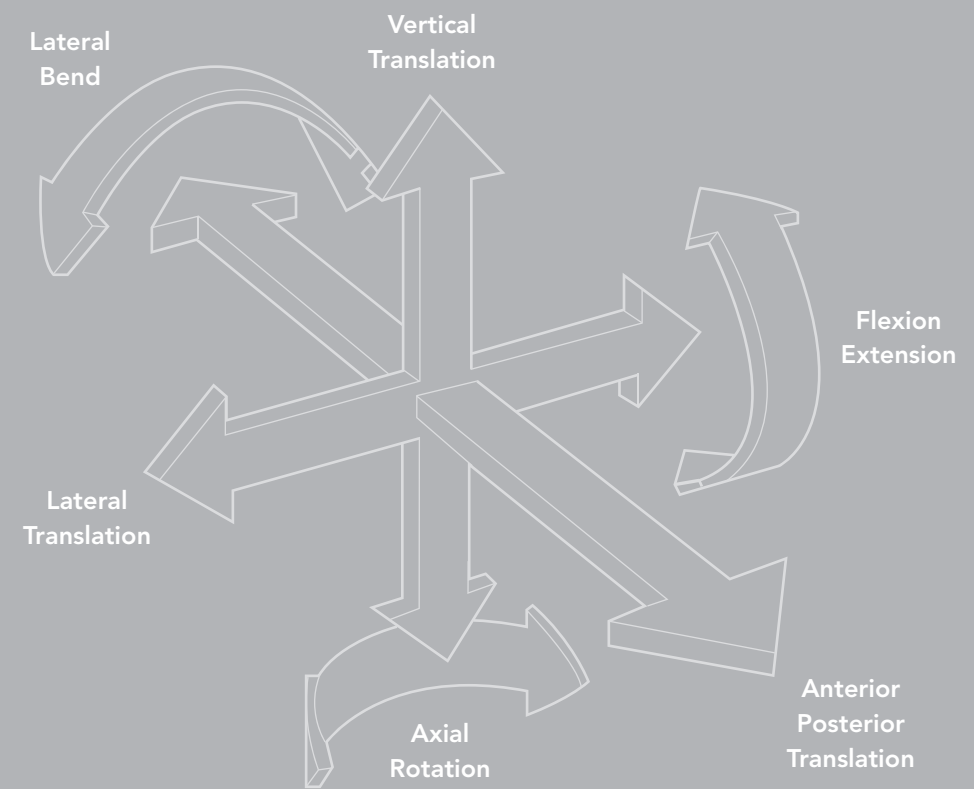 Lateral
Bend
Vertical
Translation
Flexion
Extension
Lateral
Translation
Anterior
Posterior
Translation
Axial
Rotation